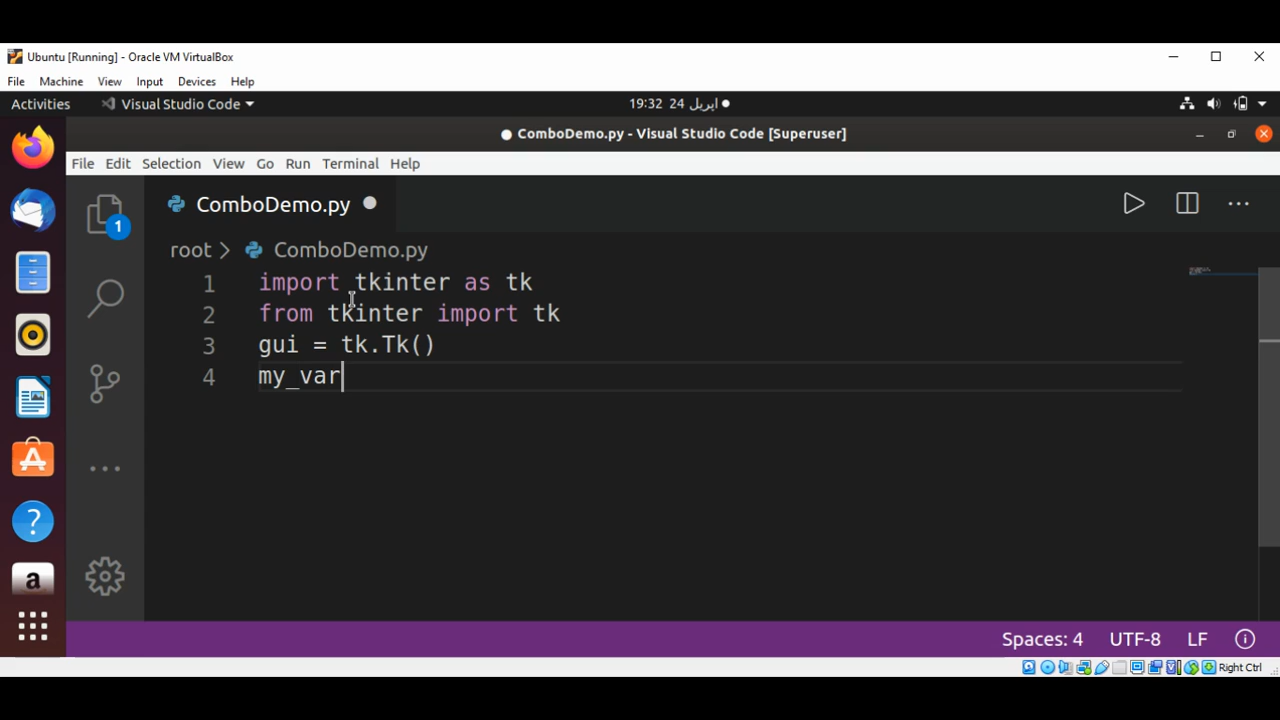 Ubuntu [Running] - Oracle VM VirtualBox
File Machine View Input Devices Help
Activities Visual Studio Code 19:32 24 اپریل
ComboDemo.py - Visual Studio Code [Superuser]
File Edit Selection View Go Run Terminal Help
ComboDemo.py
1
root > ComboDemo.py
1 import tkinter as tk
2 from tkinter import tk
3 gui = tk.Tk()
4 my_var
?
a
Spaces: 4 UTF-8 LF
Right Ctrl